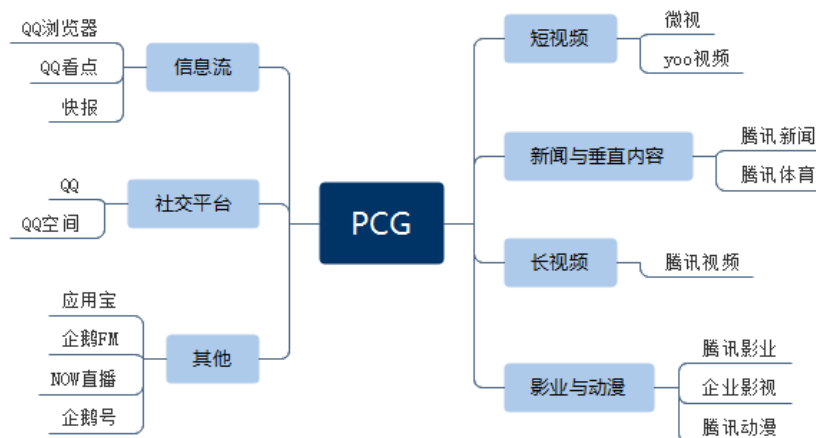 PCG
信息流
QQ浏览器
QQ看点
快报
社交平台
QQ
QQ空间
其他
应用宝
企鹅FM
NOW直播
企鹅号
短视频
微视
yoo视频
新闻与垂直内容
腾讯新闻
腾讯体育
长视频
腾讯视频
影业与动漫
腾讯影业
企业影视
腾讯动漫